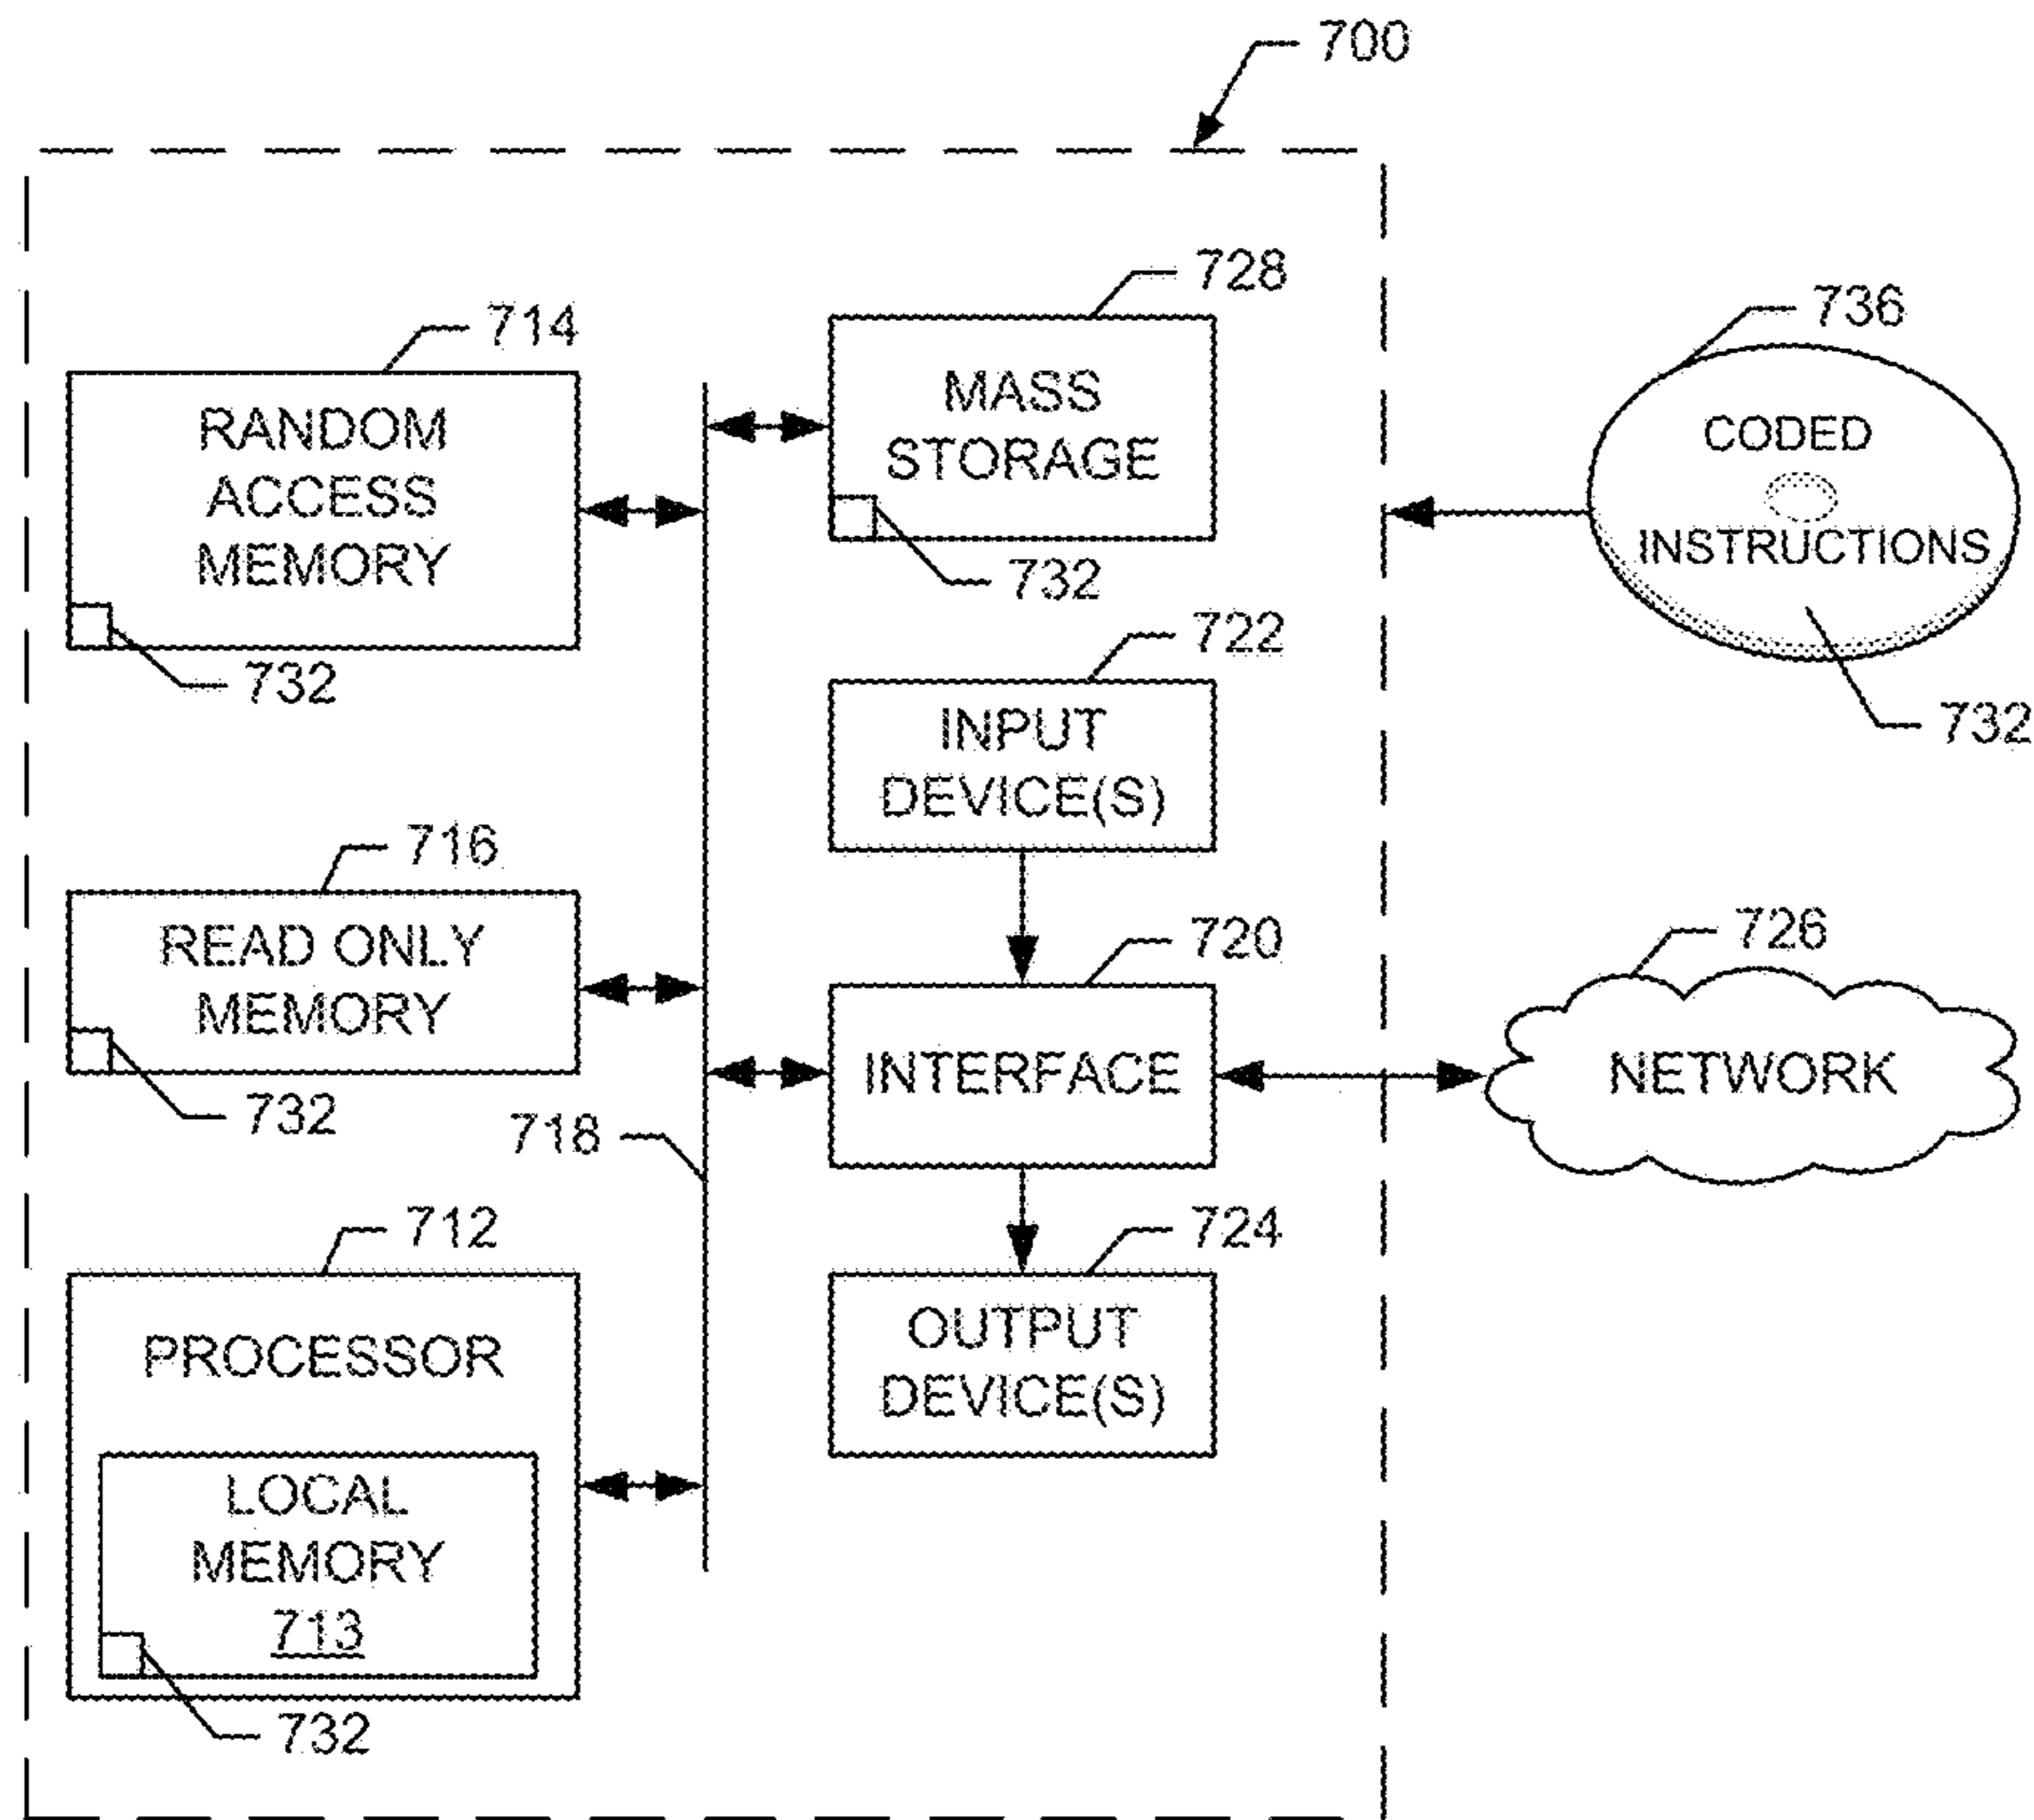 700
728
714
736
RANDOM
ACCESS
MEMORY
MASS
STORAGE
CODED
INSTRUCTIONS
732
732
722
732
INPUT
DEVICE(S)
716
READ ONLY
MEMORY
720
726
INTERFACE
NETWORK
732
718
712
724
PROCESSOR
OUTPUT
DEVICE(S)
LOCAL
MEMORY
713
732